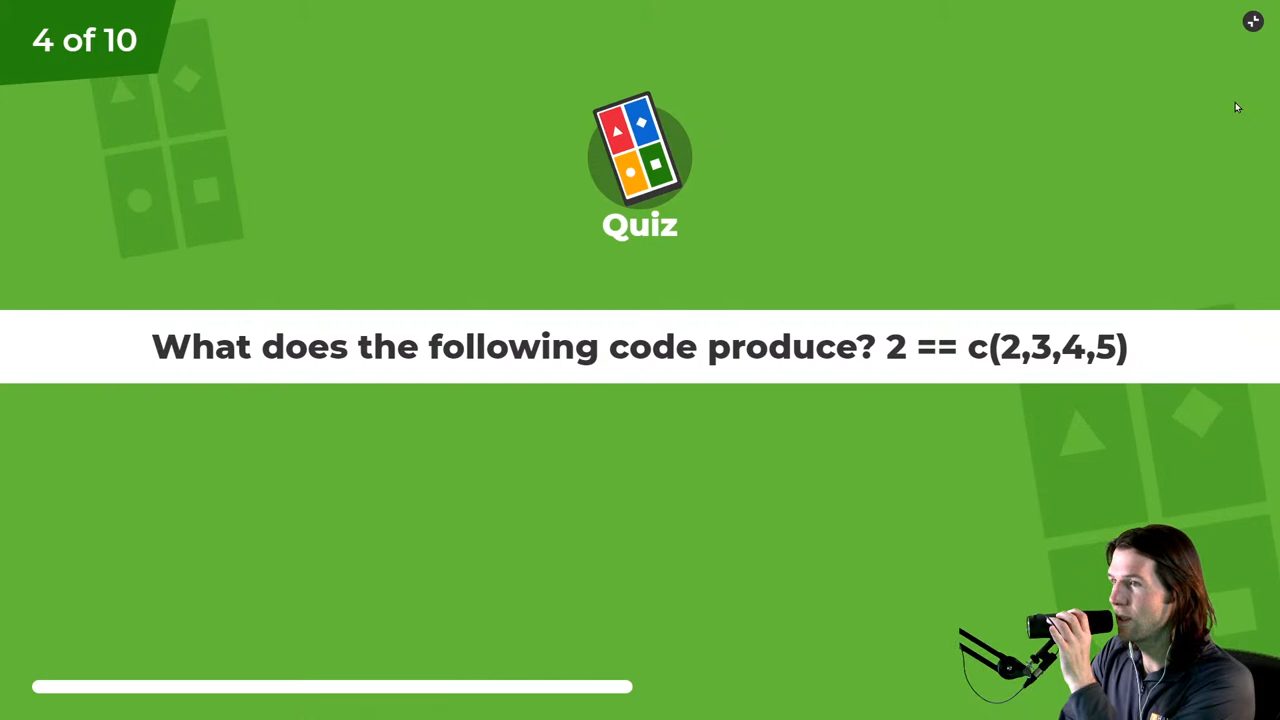 4 of 10
Quiz
What does the following code produce? 2 == c(2,3,4,5)